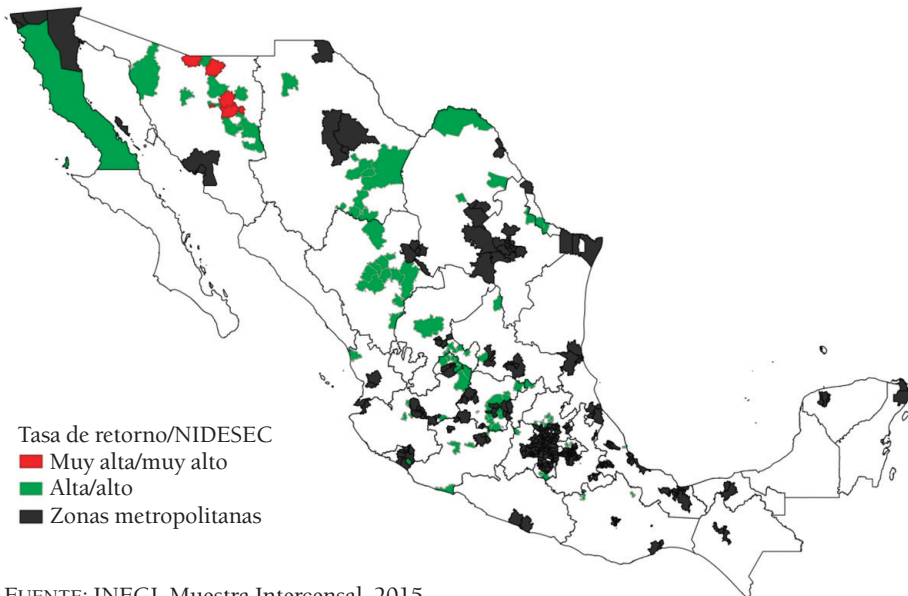 Tasa de retorno/NIDESEC
Muy alta/muy alto
Alta/alto
Zonas metropolitanas
FUENTE: INEGI, Muestra Intercensal, 2015